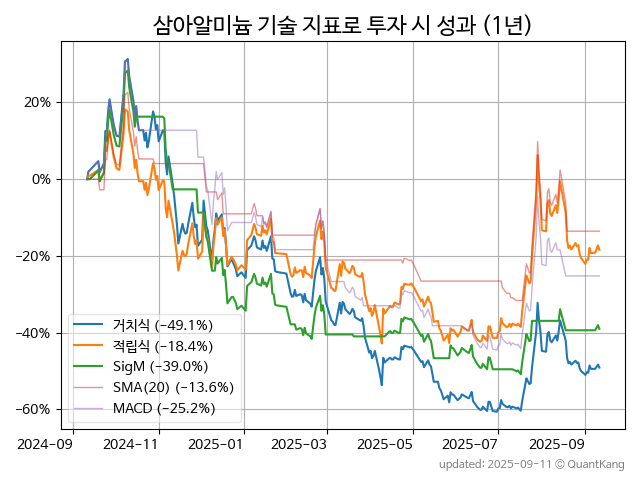 삼아알미늄 기술 지표로 투자 시 성과 (1년)
20%
0%
−20%
−40%
−60%
거치식 (−49.1%)
적립식 (−18.4%)
SigM (−39.0%)
SMA(20) (−13.6%)
MACD (−25.2%)
2024-09
2024-11
2025-01
2025-03
2025-05
2025-07
2025-09
updated: 2025-09-11 © QuantKang